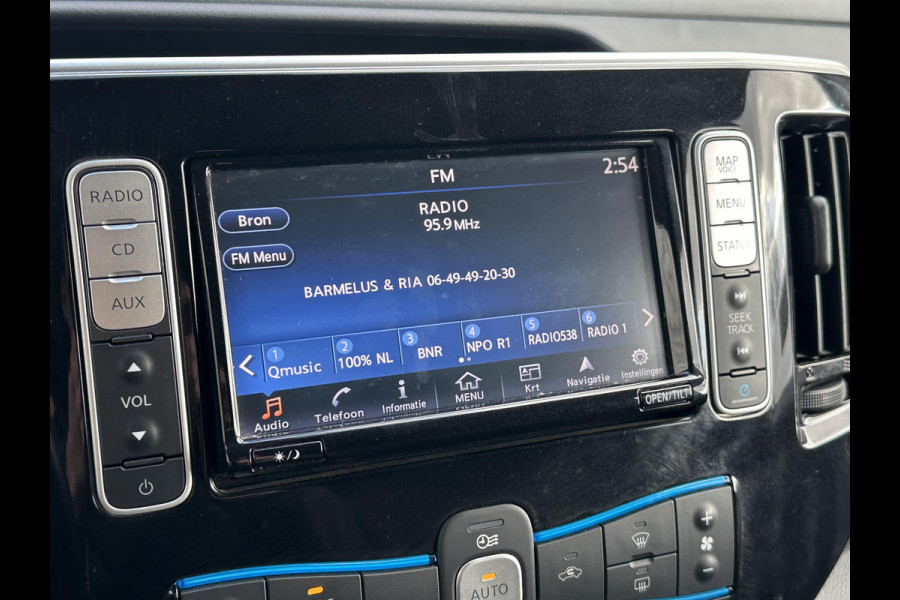 FM
2:54
Bron
RADIO
95.9 MHz
FM Menu
BARMELUS & RIA 06-49-49-20-30
1 Qmusic
2 100% NL
3 BNR
4 NPO R1
5 RADIO538
6 RADIO 1
Audio
Telefoon
Informatie
MENU
Krt
Navigatie
Instellingen
OPEN/TILT
RADIO
CD
AUX
VOL
MAP
VOICE
MENU
STATUS
SEEK
TRACK
AUTO